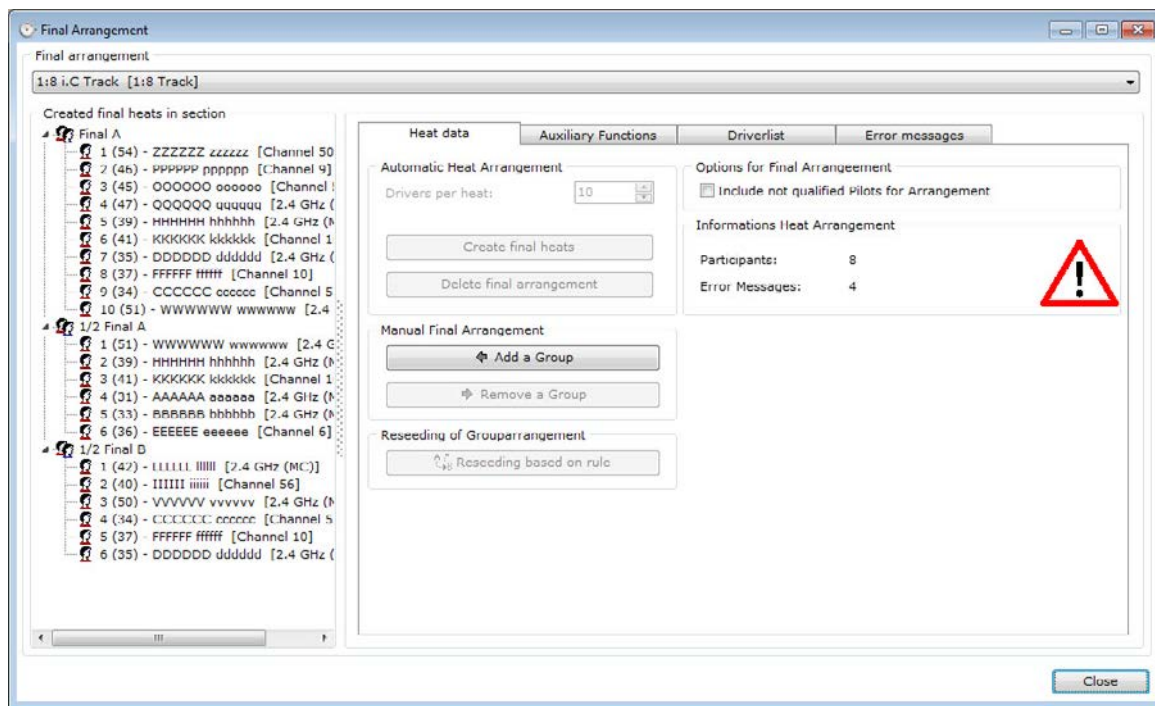 Final Arrangement
Final arrangement
1:8 i.C Track [1:8 Track]
Created final heats in section
Final A
1 (54) - ZZZZZZ zzzzzz [Channel 50
2 (46) - PPPPPP pppppp [Channel 9]
3 (45) - OOOOOO oooooo [Channel
4 (47) - QQQQQQ qqqqqq [2.4 GHz (
5 (39) - HHHHHH hhhhhh [2.4 GHz (M
6 (41) - KKKKKK kkkkkk [Channel 1
7 (35) - DDDDDD dddddd [2.4 GHz (
8 (37) - FFFFFF ffffff [Channel 10]
9 (34) - CCCCCC cccccc [Channel 5
10 (51) - WWWWWW wwwwww [2.4
1/2 Final A
1 (51) - WWWWWW wwwwww [2.4 G
2 (39) - HHHHHH hhhhhh [2.4 GHz (M
3 (41) - KKKKKK kkkkkk [Channel 1
4 (31) - AAAAAA aaaaaa [2.4 GHz (M
5 (33) - BBBBBB bbbbbb [2.4 GHz (M
6 (36) - EEEEEE eeeeee [Channel 6]
1/2 Final B
1 (42) - LLLLLL llllll [2.4 GHz (MC)]
2 (40) - IIIIII iiiiii [Channel 56]
3 (50) - VVVVVV vvvvvv [2.4 GHz (M
4 (34) - CCCCCC cccccc [Channel 5
5 (37) - FFFFFF ffffff [Channel 10]
6 (35) - DDDDDD dddddd [2.4 GHz (
Heat data
Auxiliary Functions
Driverlist
Error messages
Automatic Heat Arrangement
Drivers per heat: 10
Create final heats
Delete final arrangement
Manual Final Arrangement
Add a Group
Remove a Group
Reseeding of Grouparrangement
Reseeding based on rule
Options for Final Arrangeement
Include not qualified Pilots for Arrangement
Informations Heat Arrangement
Participants: 8
Error Messages: 4
Close